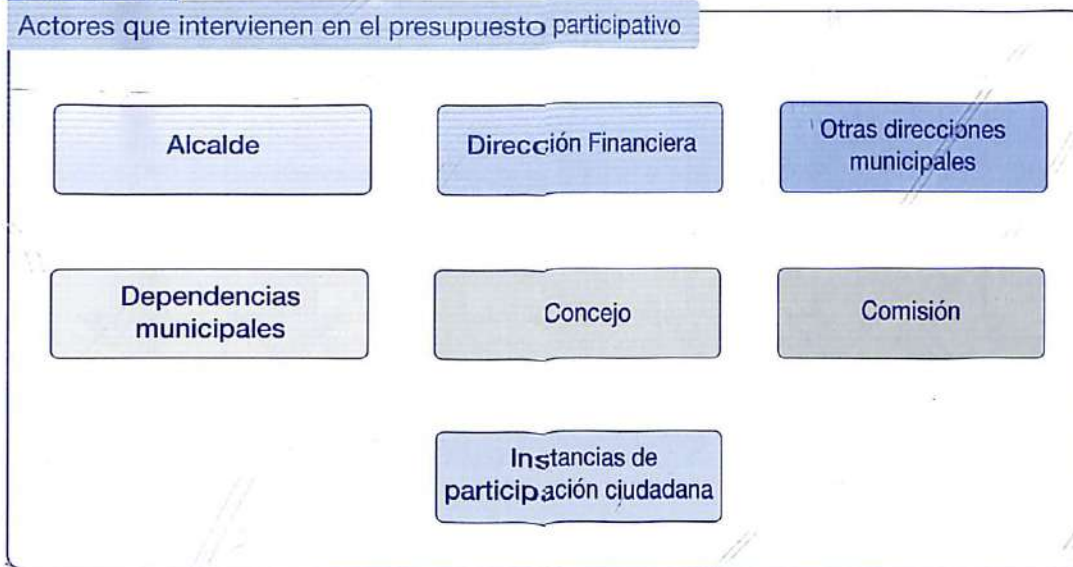 Actores que intervienen en el presupuesto participativo
Alcalde
Dirección Financiera
Otras direcciones
municipales
Dependencias
municipales
Concejo
Comisión
Instancias de
participación ciudadana